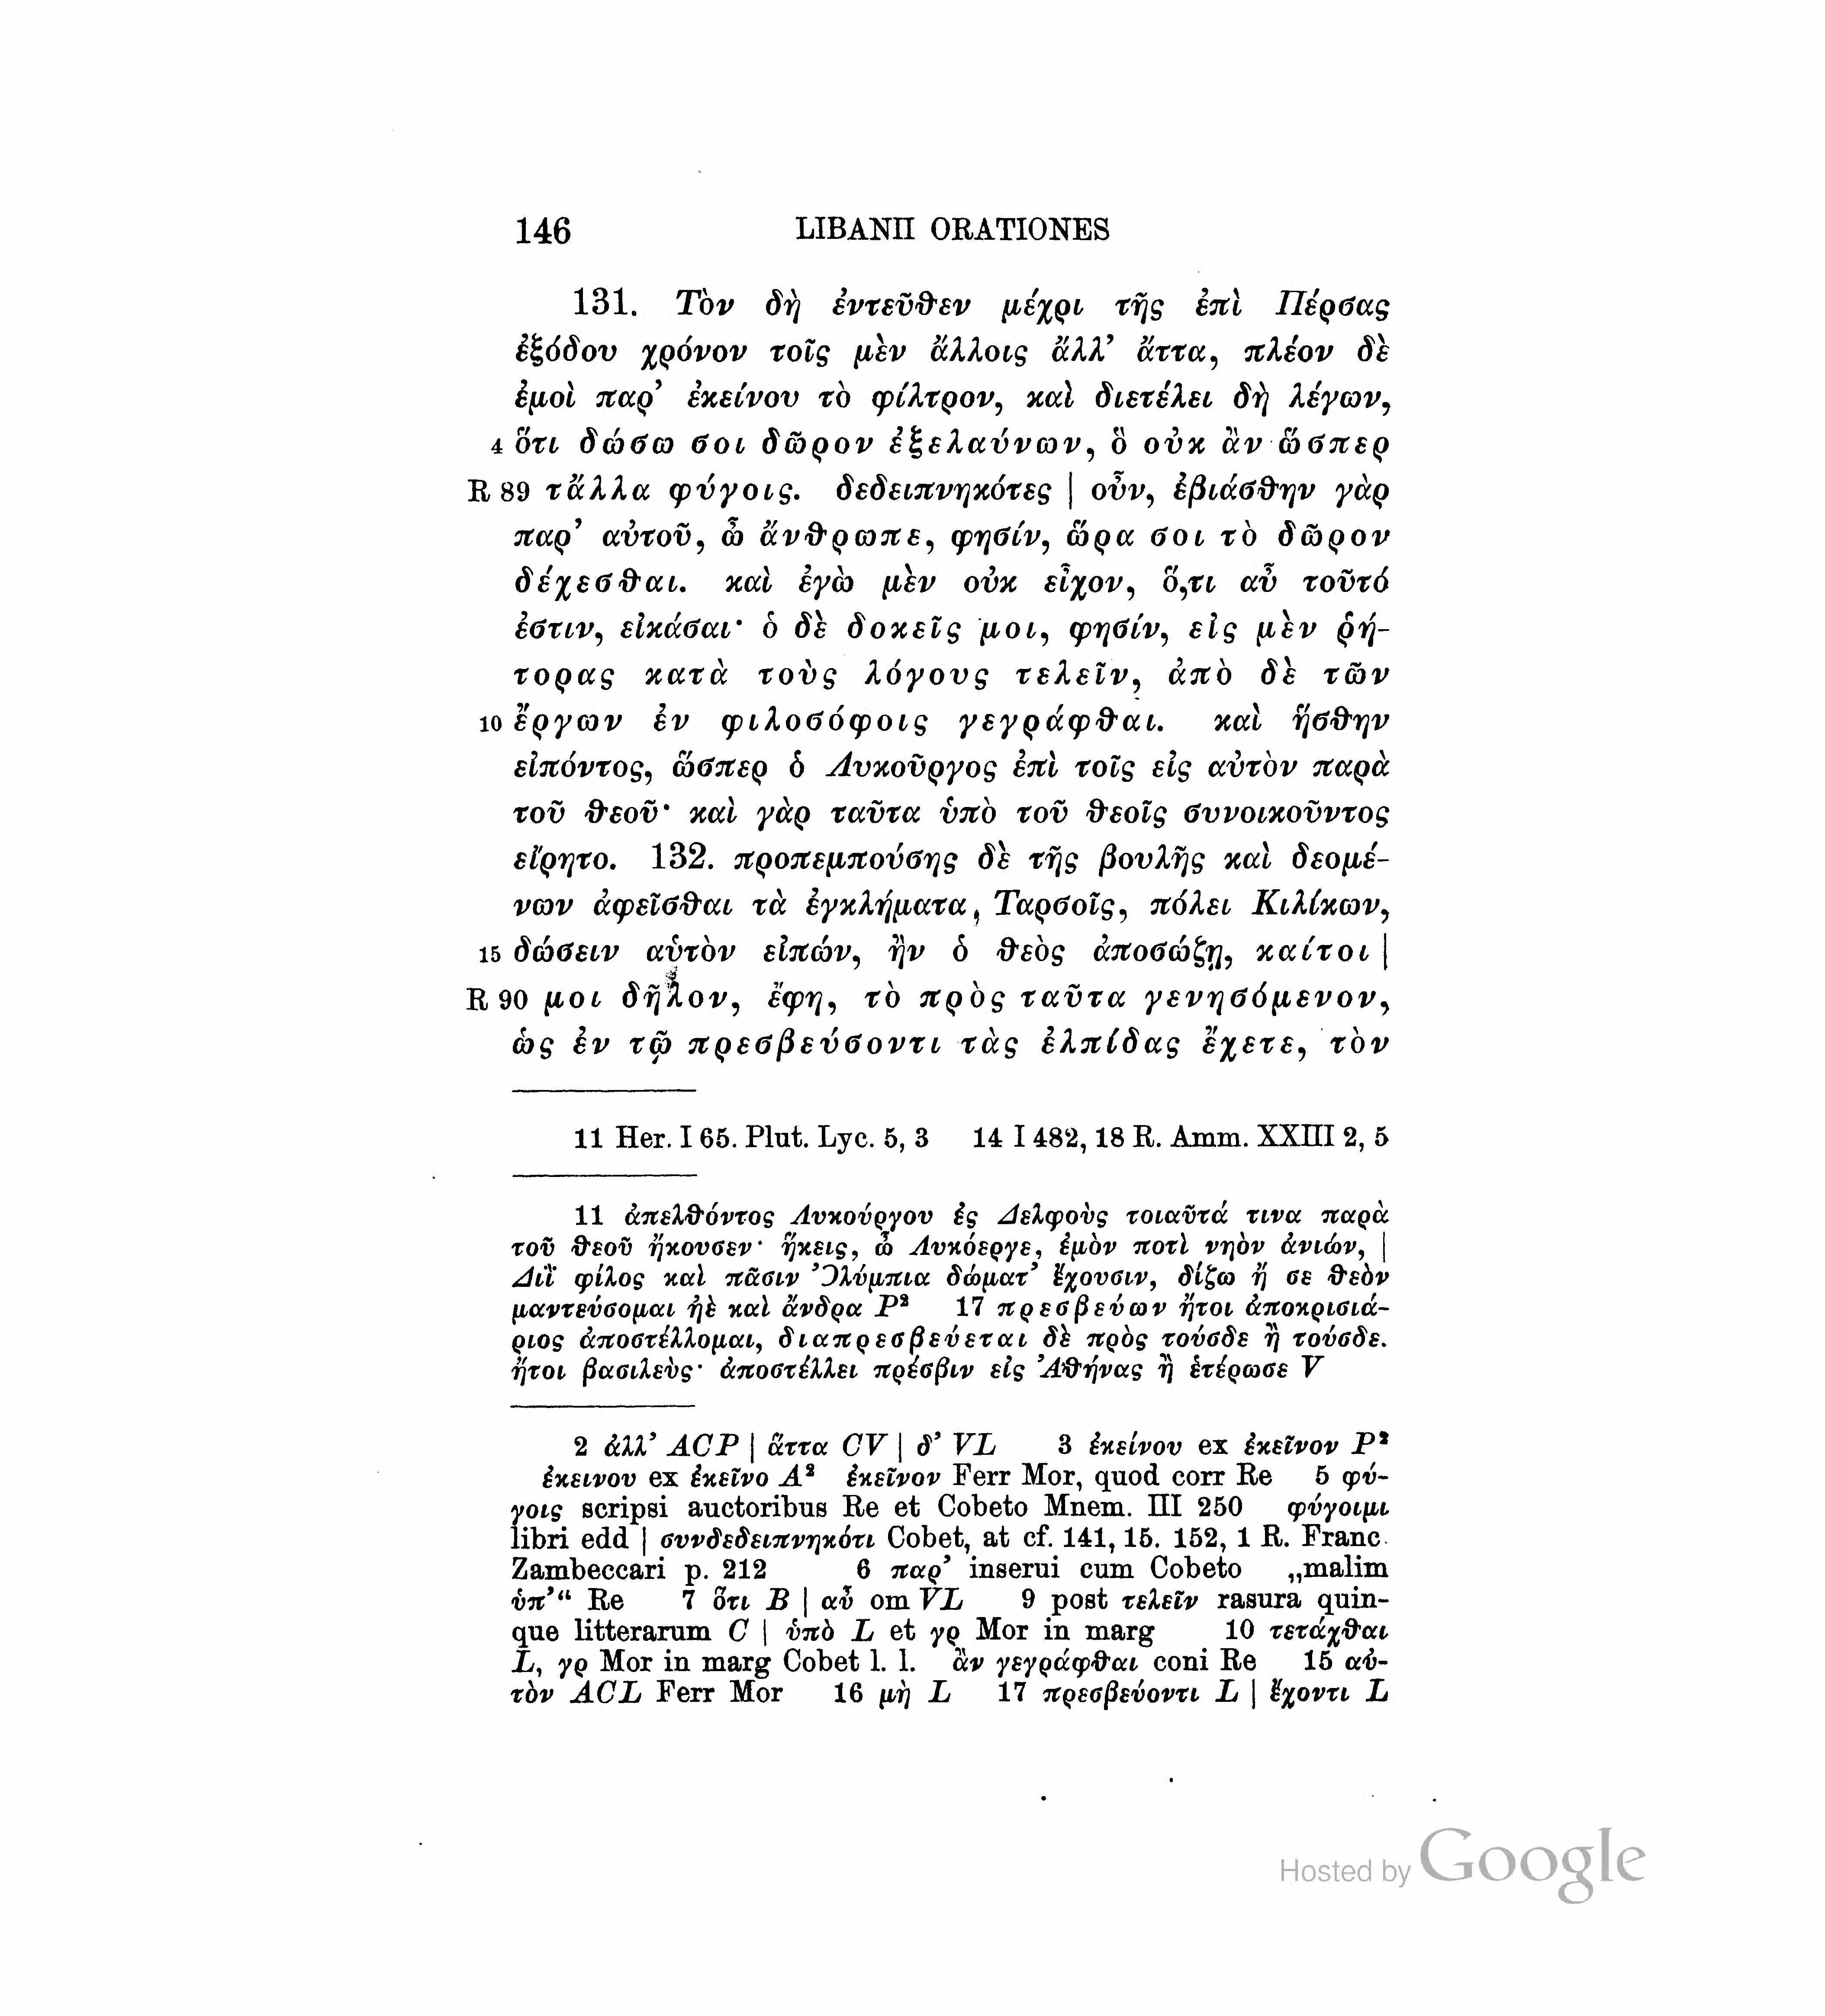 146 LIBANII ORATIONES
131. Τὸν δὴ ἐντεῦθεν μέχρι τῆς ἐπὶ Πέρσας
ἐξόδου χρόνον τοῖς μὲν ἄλλοις ἄλλ’ ἄττα, πλέον δὲ
ἐμοὶ παρ’ ἐκείνου τὸ φίλτρον, καὶ διετέλει δὴ λέγων,
4 ὅτι δώσω σοι δῶρον ἐξελαύνων, ὃ οὐκ ἂν ὥσπερ
R 89 τἄλλα φύγοις. δεδειπνηκότες | οὖν, ἐβιάσθην γὰρ
παρ’ αὐτοῦ, ὦ ἄνθρωπε, φησίν, ὥρα σοι τὸ δῶρον
δέχεσθαι. καὶ ἐγὼ μὲν οὐκ εἶχον, ὅ,τι αὖ τοῦτό
ἐστιν, εἰκάσαι· ὁ δὲ δοκεῖς μοι, φησίν, εἰς μὲν ῥή-
τορας κατὰ τοὺς λόγους τελεῖν, ἀπὸ δὲ τῶν
10 ἔργων ἐν φιλοσόφοις γεγράφθαι. καὶ ἥσθην
εἰπόντος, ὥσπερ ὁ Λυκοῦργος ἐπὶ τοῖς εἰς αὐτὸν παρὰ
τοῦ θεοῦ· καὶ γὰρ ταῦτα ὑπὸ τοῦ θεοῖς συνοικοῦντος
εἴρητο. 132. προπεμπούσης δὲ τῆς βουλῆς καὶ δεομέ-
νων ἀφεῖσθαι τὰ ἐγκλήματα, Ταρσοῖς, πόλει Κιλίκων,
15 δώσειν αὑτὸν εἰπών, ἢν ὁ θεὸς ἀποσώζῃ, καίτοι |
R 90 μοι δῆλον, ἔφη, τὸ πρὸς ταῦτα γενησόμενον,
ὡς ἐν τῷ πρεσβεύσοντι τὰς ἐλπίδας ἔχετε, τὸν
11 Her. I 65. Plut. Lyc. 5, 3 14 I 482, 18 R. Amm. XXIII 2, 5
11 ἀπελθόντος Λυκούργου ἐς Δελφοὺς τοιαῦτά τινα παρὰ
τοῦ θεοῦ ἤκουσεν· ἥκεις, ὦ Λυκόεργε, ἐμὸν ποτὶ νηὸν ἀνιών, |
Διῒ φίλος καὶ πᾶσιν Ὀλύμπια δώματ’ ἔχουσιν, δίζω ἤ σε θεὸν
μαντεύσομαι ἠὲ καὶ ἄνδρα P² 17 πρεσβεύων ἤτοι ἀποκρισιά-
ριος ἀποστέλλομαι, διαπρεσβεύεται δὲ πρὸς τούσδε ἢ τούσδε.
ἤτοι βασιλεὺς· ἀποστέλλει πρέσβιν εἰς Ἀθήνας ἢ ἑτέρωσε V
2 ἀλλ’ ACP | ἅττα CV | δ’ VL 3 ἐκείνου ex ἐκεῖνον P²
ἐκεινου ex ἐκεῖνο A² ἐκεῖνον Ferr Mor, quod corr Re 5 φύ-
γοις scripsi auctoribus Re et Cobeto Mnem. III 250 φύγοιμι
libri edd | συνδεδειπνηκότι Cobet, at cf. 141, 15. 152, 1 R. Franc.
Zambeccari p. 212 6 παρ’ inserui cum Cobeto „malim
ὑπ’“ Re 7 ὅτι B | αὖ om VL 9 post τελεῖν rasura quin-
que litterarum C | ὑπὸ L et γρ Mor in marg 10 τετάχθαι
L, γρ Mor in marg Cobet l. l. ἂν γεγράφθαι coni Re 15 αὐ-
τὸν ACL Ferr Mor 16 μὴ L 17 πρεσβεύοντι L | ἔχοντι L
Hosted by Google